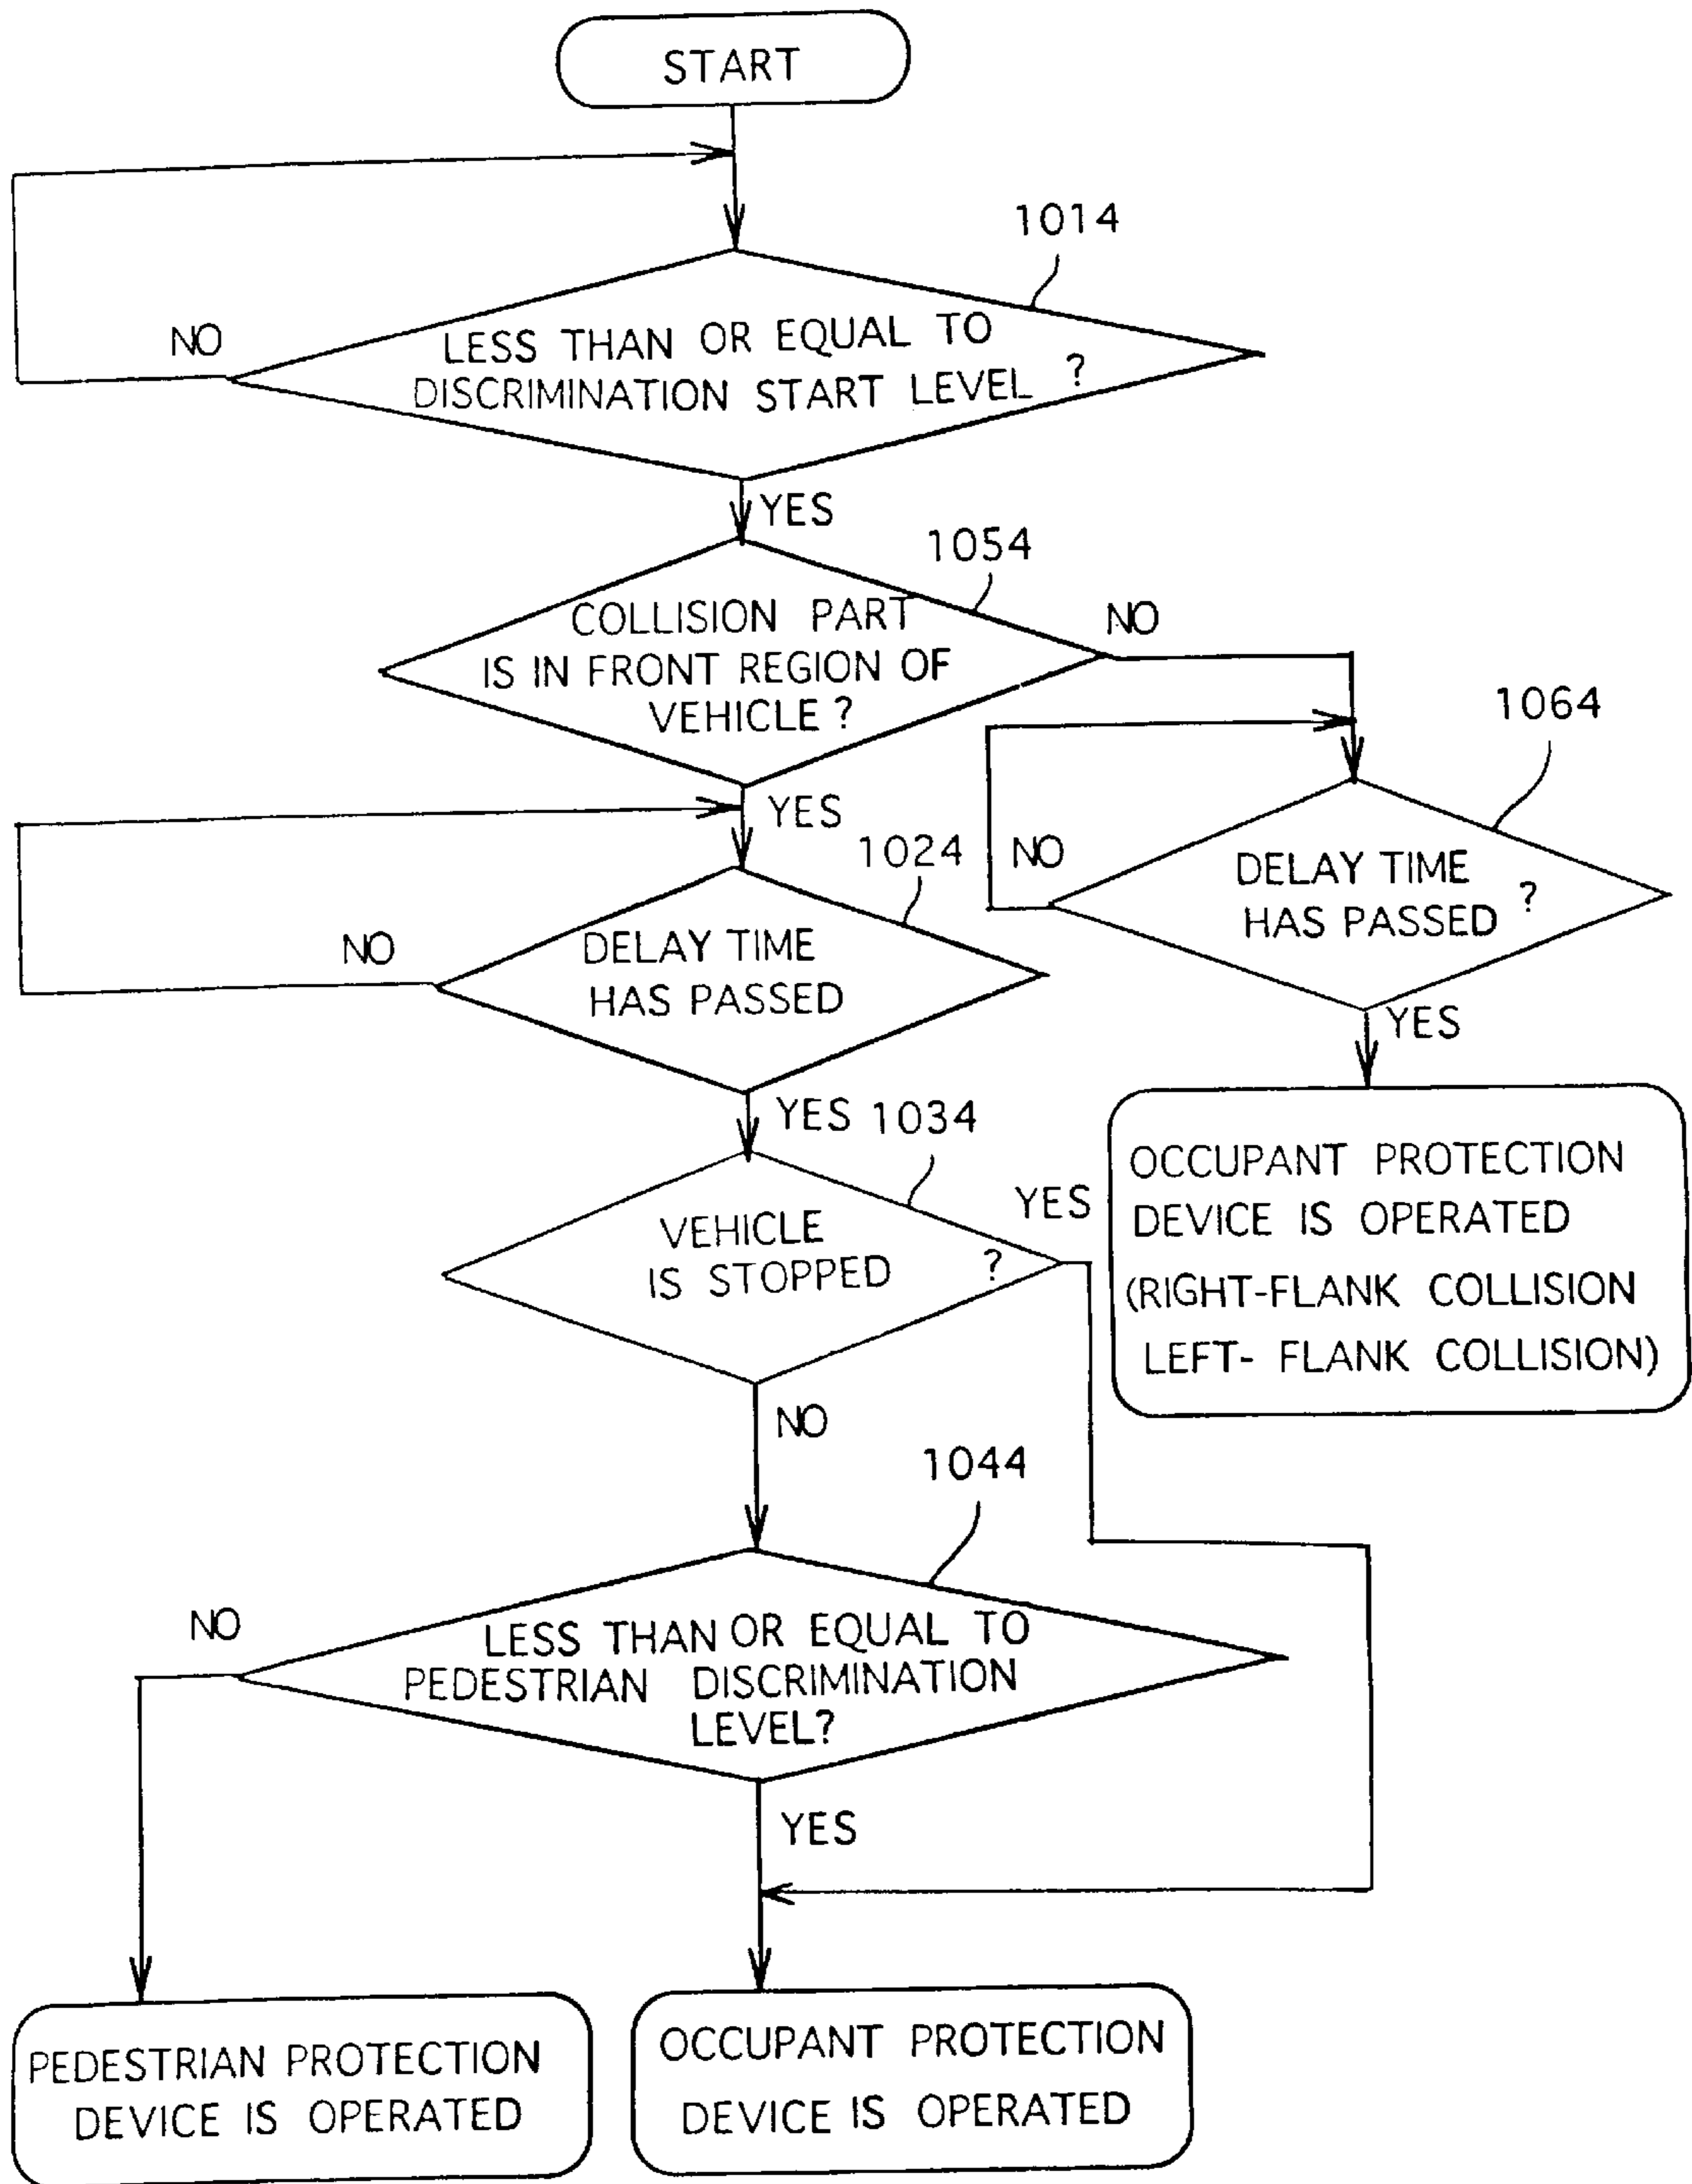 START
1014
NO
LESS THAN OR EQUAL TO
DISCRIMINATION START LEVEL ?
YES
1054
COLLISION PART
IS IN FRONT REGION OF
VEHICLE ?
NO
1064
YES
1024
NO
DELAY TIME
HAS PASSED ?
NO
DELAY TIME
HAS PASSED
YES
YES 1034
VEHICLE
IS STOPPED ?
YES
OCCUPANT PROTECTION
DEVICE IS OPERATED
(RIGHT-FLANK COLLISION
LEFT- FLANK COLLISION)
NO
1044
NO
LESS THAN OR EQUAL TO
PEDESTRIAN DISCRIMINATION
LEVEL?
YES
PEDESTRIAN PROTECTION
DEVICE IS OPERATED
OCCUPANT PROTECTION
DEVICE IS OPERATED